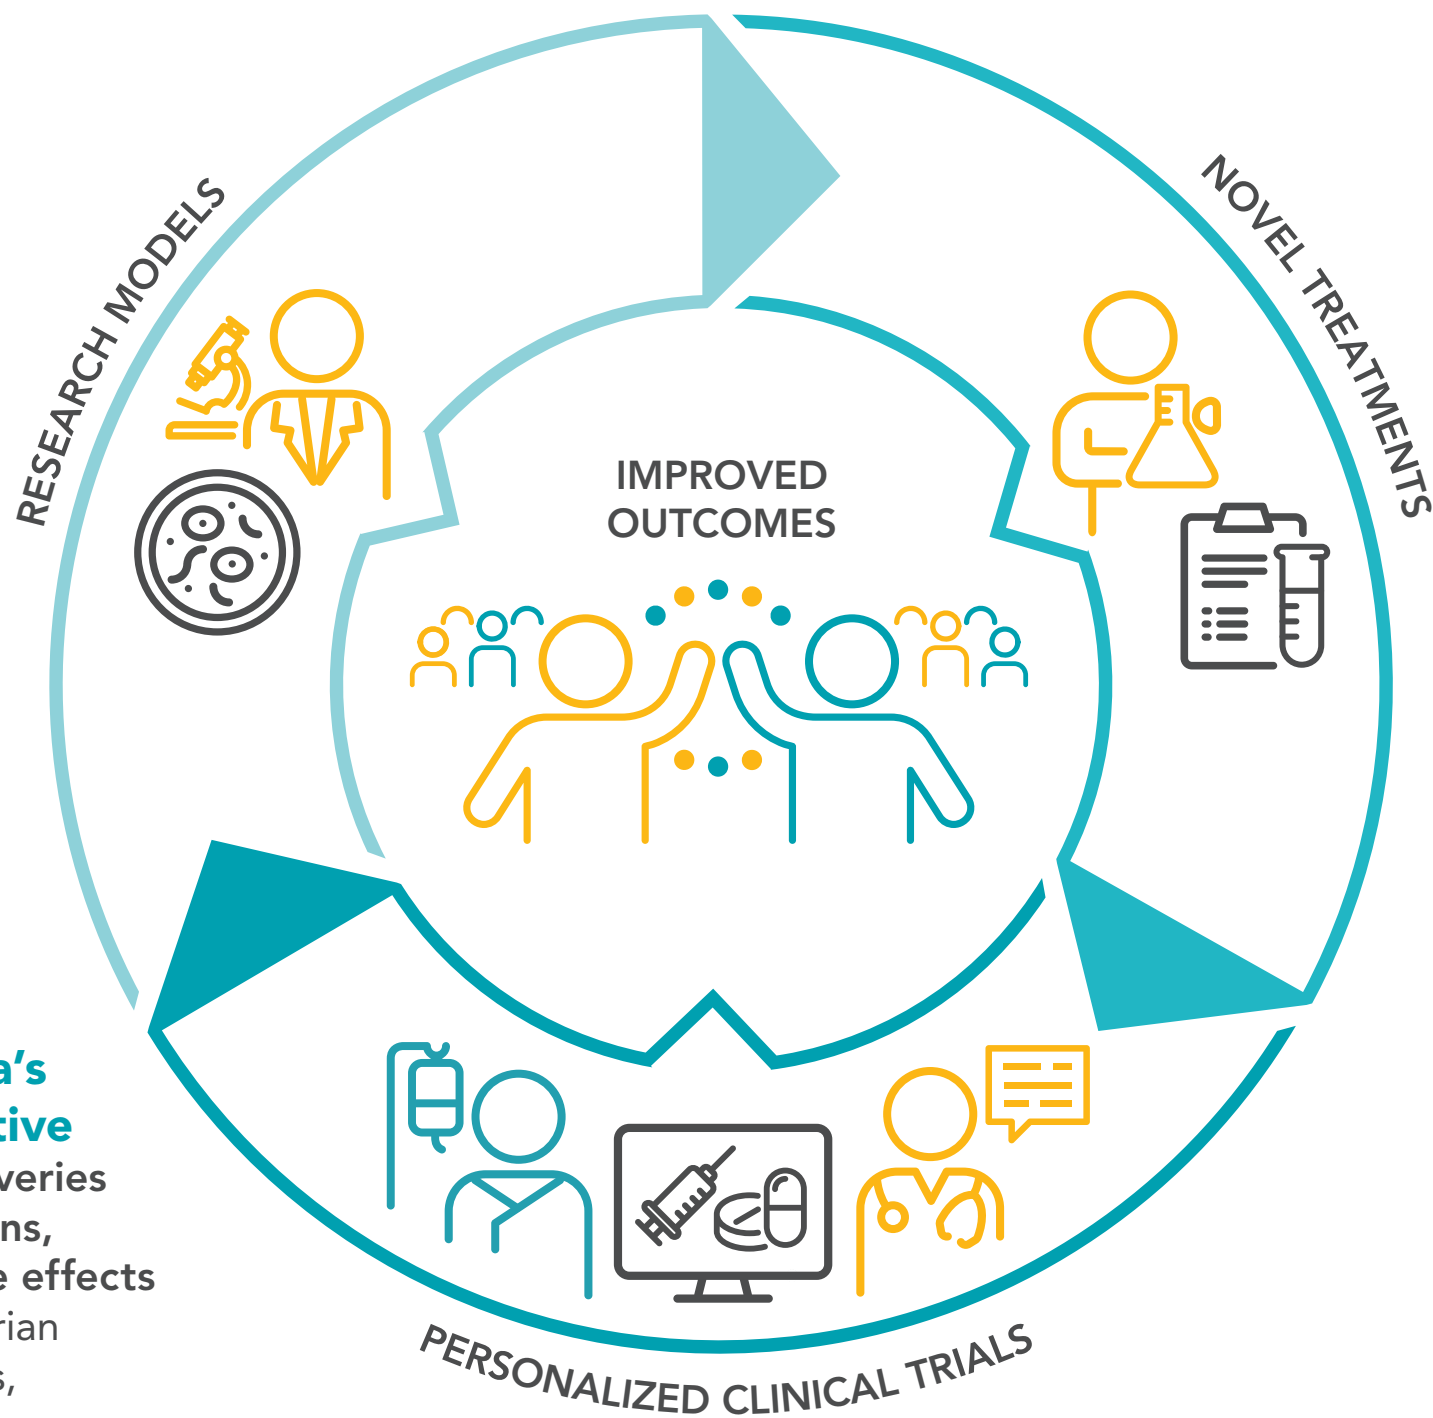 RESEARCH MODELS
NOVEL TREATMENTS
IMPROVED
OUTCOMES
PERSONALIZED CLINICAL TRIALS
a's
tive
veries
ns,
e effects
rian
s,